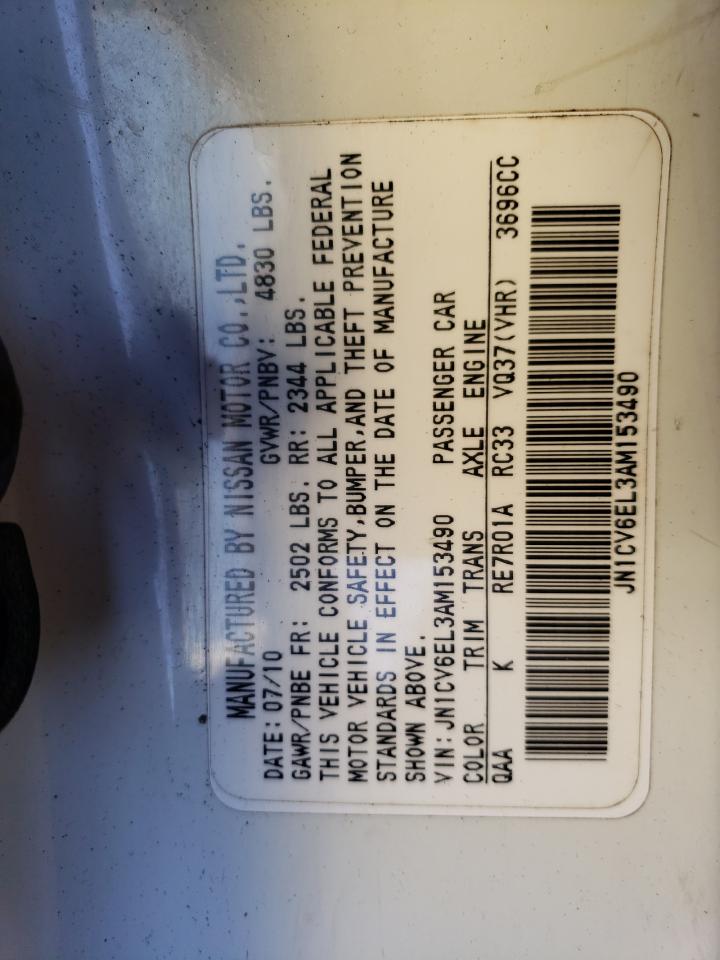 MANUFACTURED BY NISSAN MOTOR CO.,LTD.
DATE: 07/10 GVWR/PNBV: 4830 LBS.
GAWR/PNBE FR: 2502 LBS. RR: 2344 LBS.
THIS VEHICLE CONFORMS TO ALL APPLICABLE FEDERAL
MOTOR VEHICLE SAFETY,BUMPER,AND THEFT PREVENTION
STANDARDS IN EFFECT ON THE DATE OF MANUFACTURE
SHOWN ABOVE.
VIN:JN1CV6EL3AM153490 PASSENGER CAR
COLOR TRIM TRANS AXLE ENGINE
QAA K RE7R01A RC33 VQ37(VHR) 3696CC
JN1CV6EL3AM153490